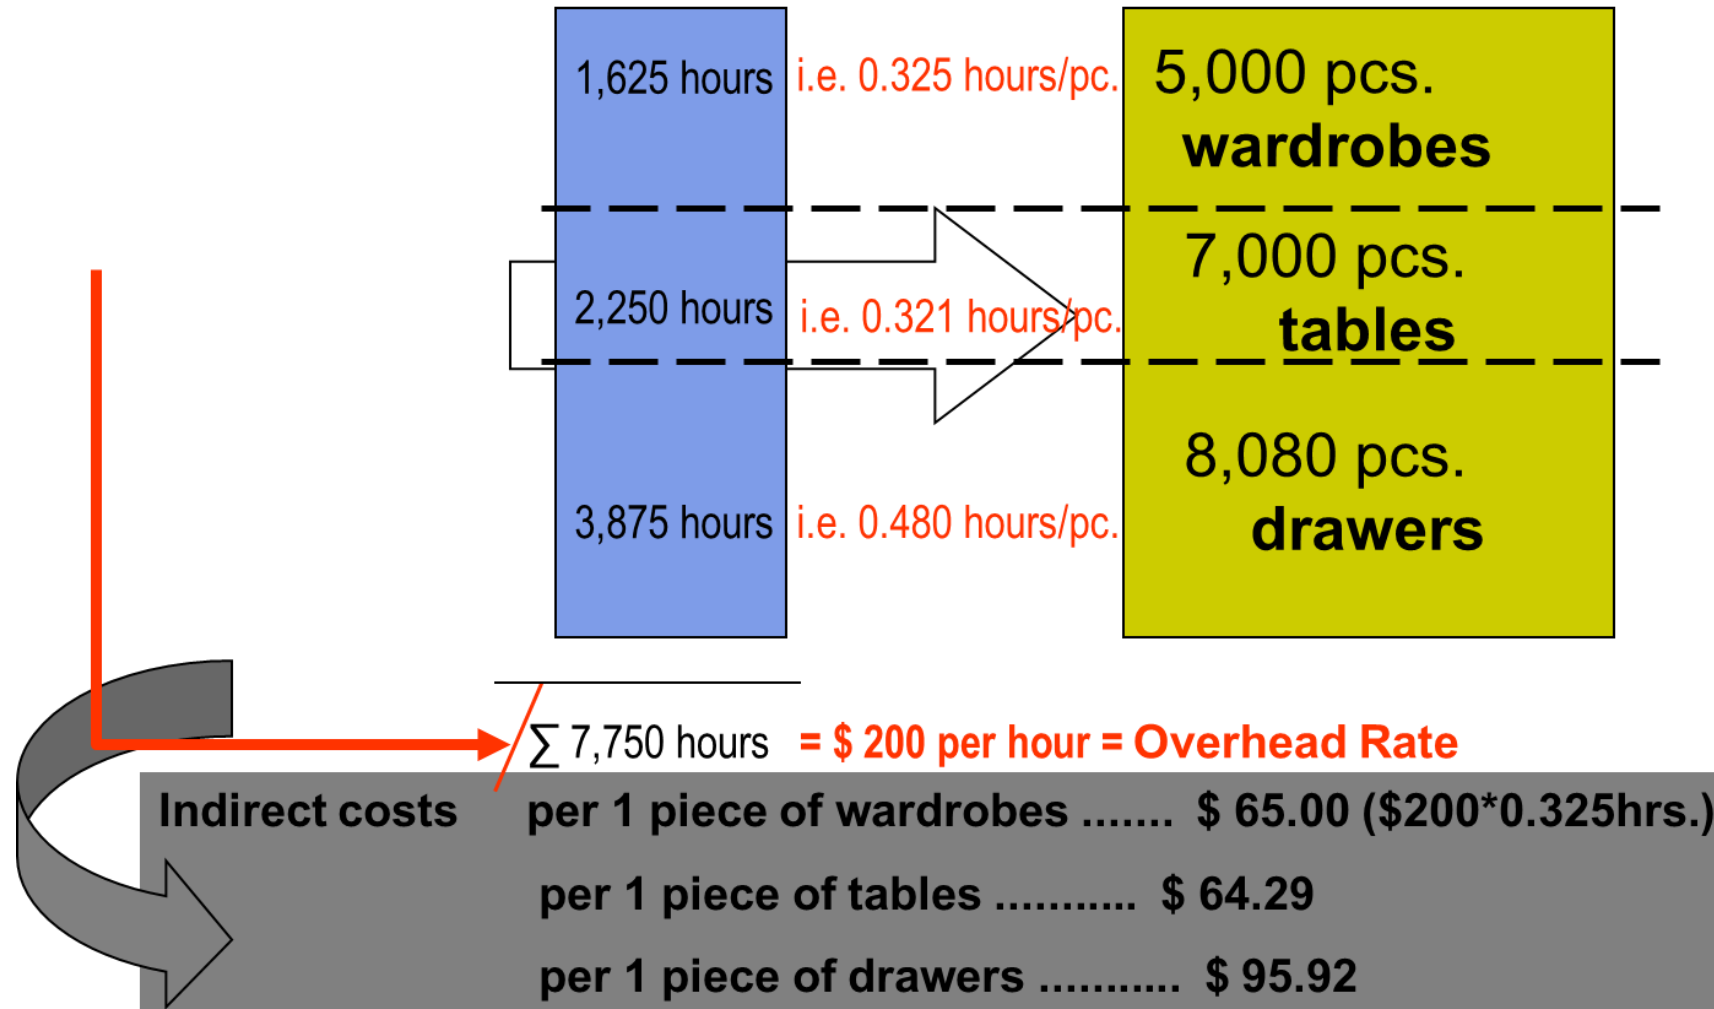 1,625 hours i.e. 0.325 hours/pc. 5,000 pcs.
wardrobes
2,250 hours i.e. 0.321 hours/pc. 7,000 pcs.
tables
3,875 hours i.e. 0.480 hours/pc. 8,080 pcs.
drawers
∑ 7,750 hours = $ 200 per hour = Overhead Rate
Indirect costs per 1 piece of wardrobes ....... $ 65.00 ($200*0.325hrs.)
per 1 piece of tables ........... $ 64.29
per 1 piece of drawers ........... $ 95.92